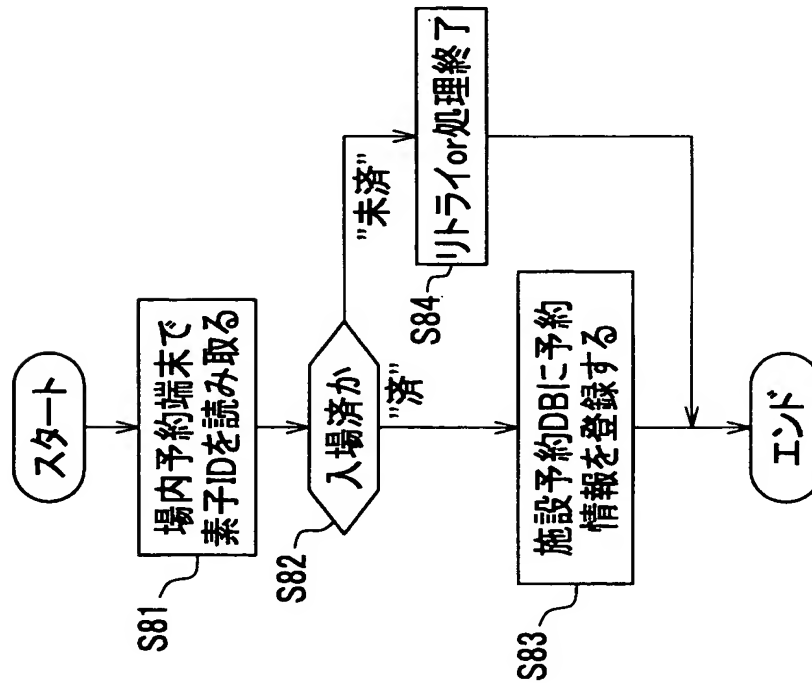 スタート
場内予約端末で
素子IDを読み取る
S81
入場済か
S82
"未済"
"済"
リトライor処理終了
S84
施設予約DBに予約
情報を登録する
S83
エンド